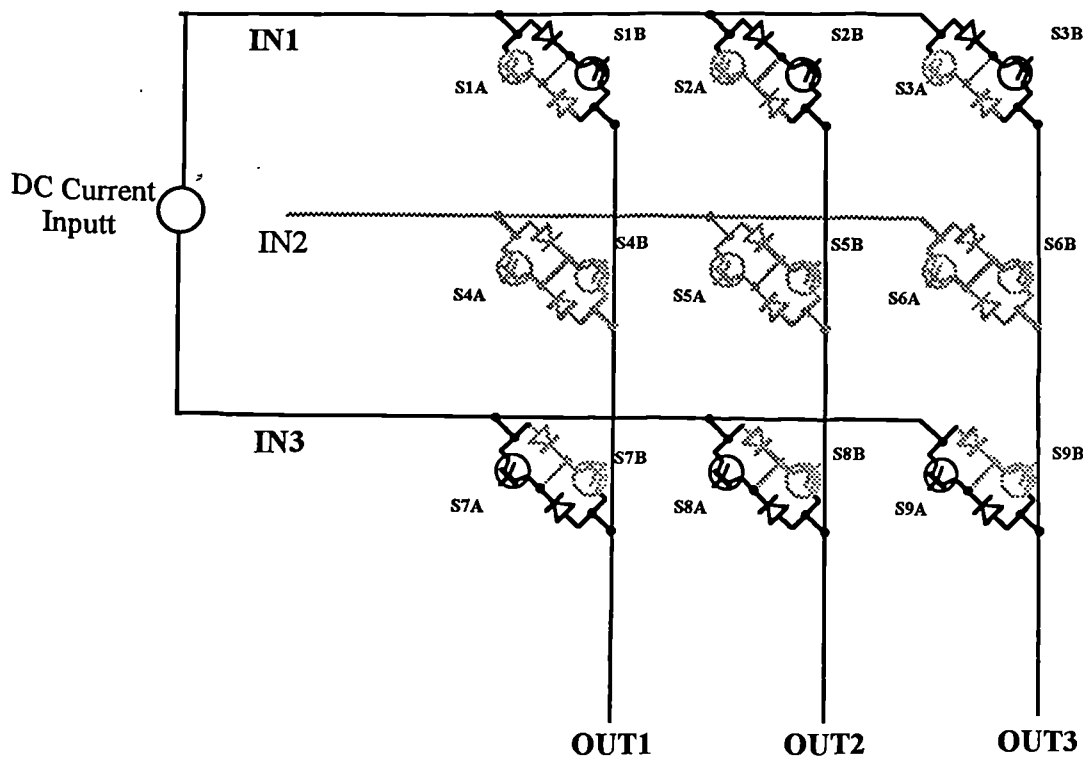 IN1
S1B
S2B
S3B
S1A
S2A
S3A
DC Current
Inputt
IN2
S4B
S5B
S6B
S4A
S5A
S6A
IN3
S7B
S8B
S9B
S7A
S8A
S9A
OUT1
OUT2
OUT3